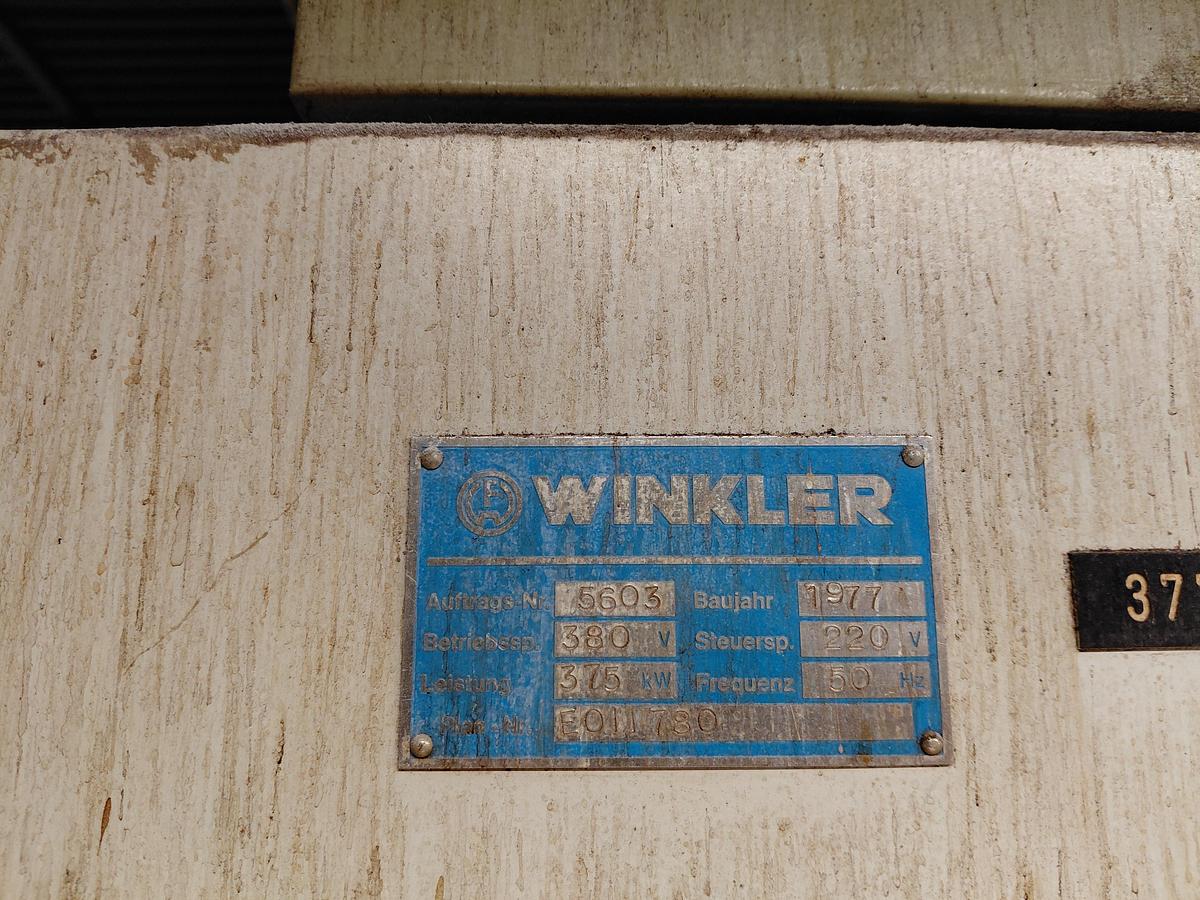 WINKLER
Auftrags-Nr. 5603 Baujahr 1977
Betriebssp. 380 V Steuersp. 220 V
Leistung 375 kW Frequenz 50 Hz
Plan-Nr. E011780
37